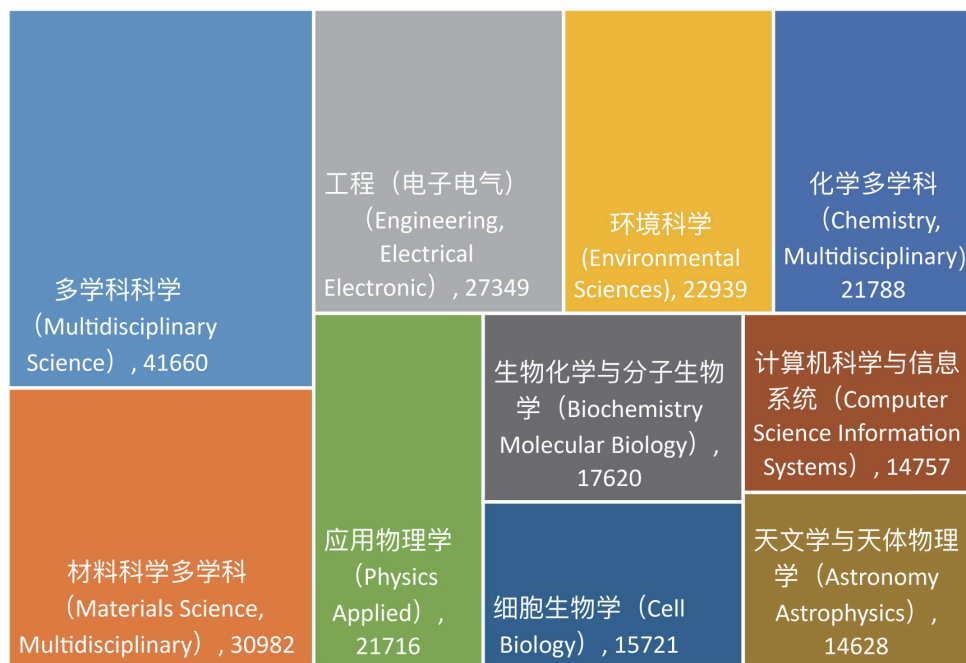 多学科科学
（Multidisciplinary
Science）, 41660
材料科学多学科
（Materials Science,
Multidisciplinary）, 30982
工程（电子电气）
（Engineering,
Electrical
Electronic）, 27349
环境科学
(Environmental
Sciences), 22939
化学多学科
（Chemistry,
Multidisciplinary)
21788
应用物理学
（Physics
Applied）,
21716
生物化学与分子生物
学（Biochemistry
Molecular Biology）,
17620
细胞生物学（Cell
Biology）, 15721
计算机科学与信息
系统（Computer
Science Information
Systems）, 14757
天文学与天体物理
学（Astronomy
Astrophysics）,
14628